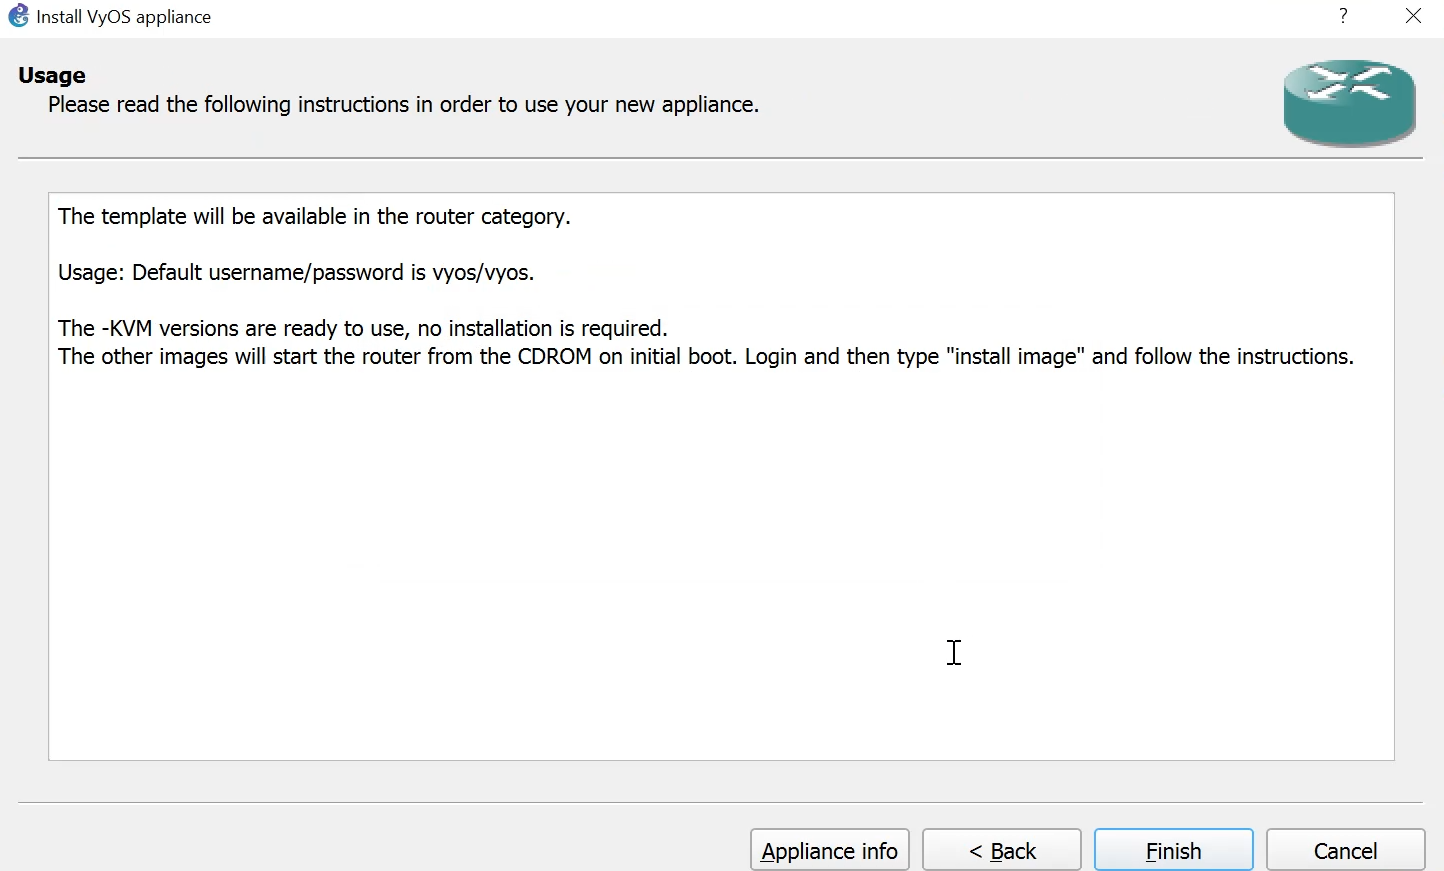 Install VyOS appliance
?
Usage
Please read the following instructions in order to use your new appliance.
The template will be available in the router category.
Usage: Default username/password is vyos/vyos.
The -KVM versions are ready to use, no installation is required.
The other images will start the router from the CDROM on initial boot. Login and then type "install image" and follow the instructions.
Appliance info < Back Finish Cancel